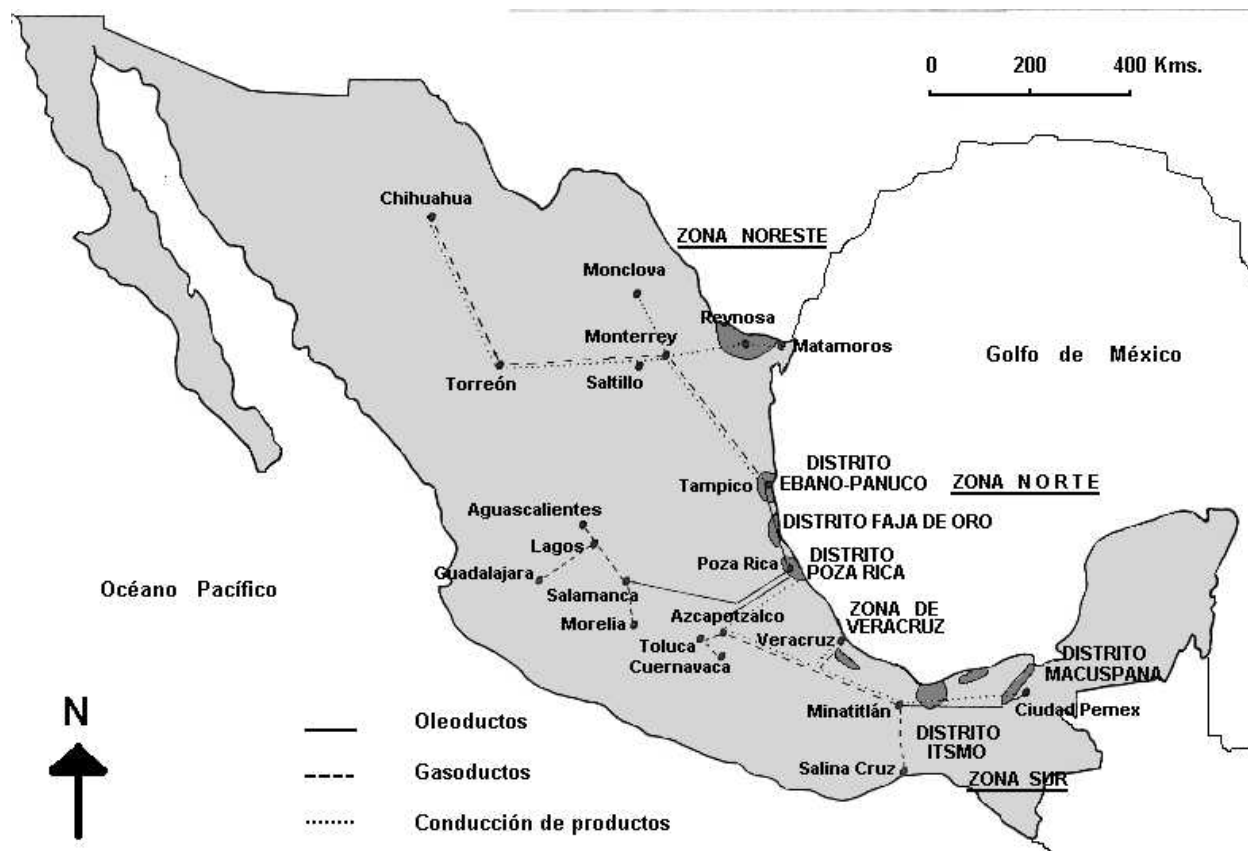 0 200 400 Kms.
Chihuahua
ZONA NORESTE
Monclova
Reynosa
Monterrey
Matamoros
Golfo de México
Torreón
Saltillo
DISTRITO
EBANO-PANUCO
Tampico
ZONA NORTE
Aguascalientes
DISTRITO FAJA DE ORO
Lagos
Poza Rica
DISTRITO
POZA RICA
Guadalajara
Océano Pacífico
Salamanca
Azcapotzalco
ZONA DE
VERACRUZ
Morelia
Toluca
Veracruz
Cuernavaca
DISTRITO
MACUSPANA
N
Minatitlán
Ciudad Pemex
Oleoductos
DISTRITO
ITSMO
Gasoductos
Salina Cruz
ZONA SUR
Conducción de productos